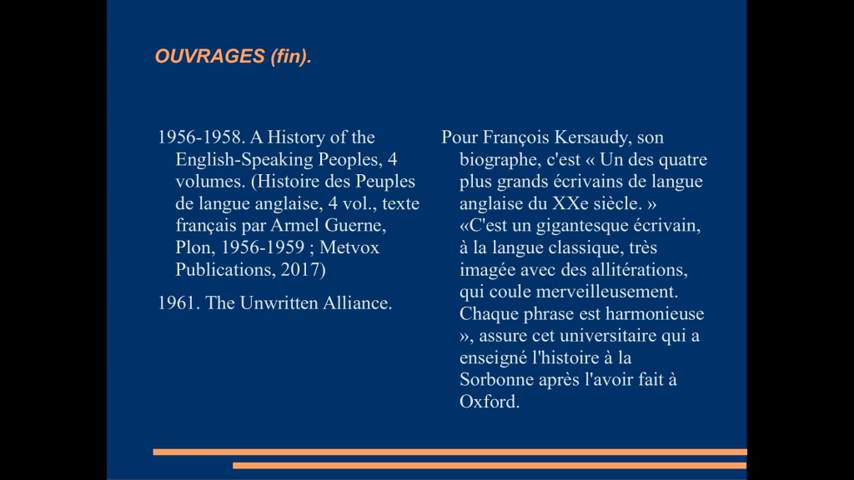 OUVRAGES (fin).
1956-1958. A History of the
English-Speaking Peoples, 4
volumes. (Histoire des Peuples
de langue anglaise, 4 vol., texte
français par Armel Guerne,
Plon, 1956-1959 ; Metvox
Publications, 2017)
1961. The Unwritten Alliance.
Pour François Kersaudy, son
biographe, c'est « Un des quatre
plus grands écrivains de langue
anglaise du XXe siècle. »
«C'est un gigantesque écrivain,
à la langue classique, très
imagée avec des allitérations,
qui coule merveilleusement.
Chaque phrase est harmonieuse
», assure cet universitaire qui a
enseigné l'histoire à la
Sorbonne après l'avoir fait à
Oxford.